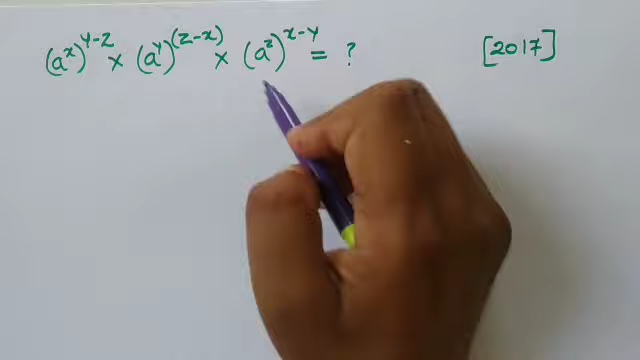 (a^x)^{y-z} × (a^y)^{(z-x)} × (a^z)^{x-y} = ? [2017]